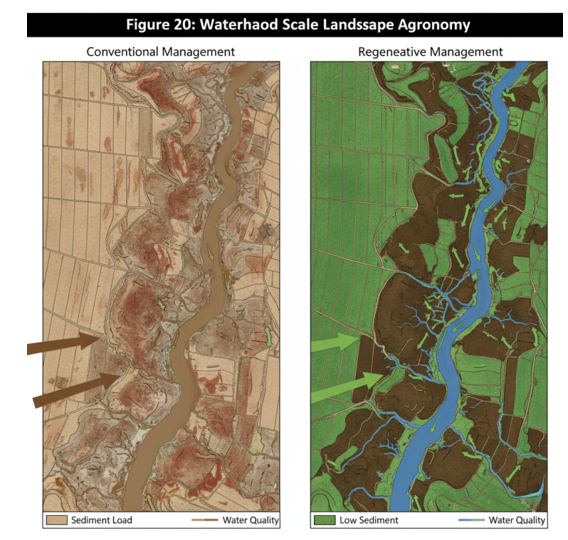 Figure 20: Waterhaod Scale Landssape Agronomy
Conventional Management
Regeneative Management
Sediment Load
Water Quality
Low Sediment
Water Quality